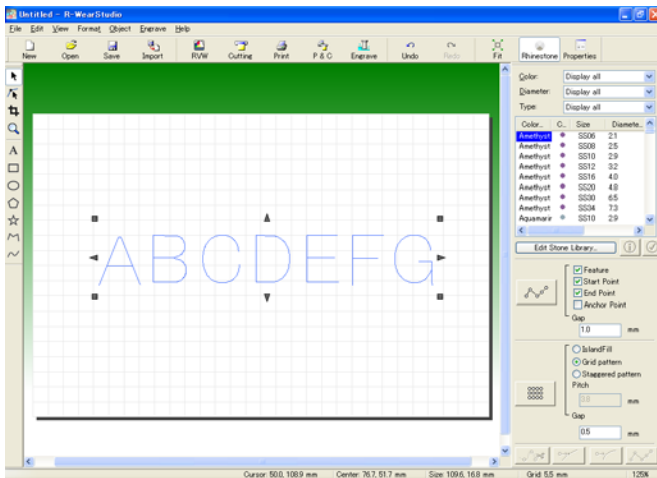 Untitled - R-WearStudio
File Edit View Format Object Engrave Help
New Open Save Import RVW Cutting Print P & C Engrave Undo Redo Fit Rhinestone Properties
Color: Display all
Diameter: Display all
Type: Display all
Color... C.. Size Diamete...
Amethyst SS06 2.1
Amethyst SS08 2.5
Amethyst SS10 2.9
Amethyst SS12 3.2
Amethyst SS16 4.0
Amethyst SS20 4.8
Amethyst SS30 6.5
Amethyst SS34 7.3
Aquamarir SS10 2.9
A
ABCDEFG
Edit Stone Library...
Feature
Start Point
End Point
Anchor Point
Gap
1.0 mm
IslandFill
Grid pattern
Staggered pattern
Pitch
mm
Gap
0.5 mm
Cursor: 50.0, 108.9 mm Center: 76.7, 51.7 mm Size: 109.6, 16.8 mm Grid: 5.5 mm 125%